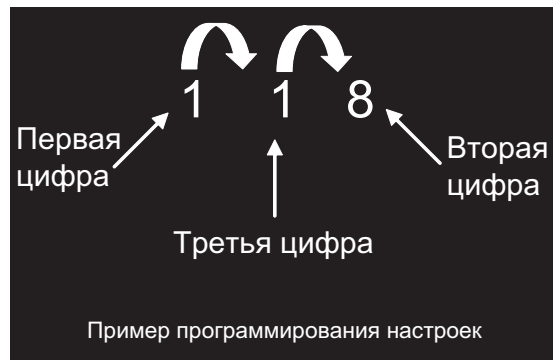 1 1 8
Первая
цифра
Вторая
цифра
Третья цифра
Пример программирования настроек